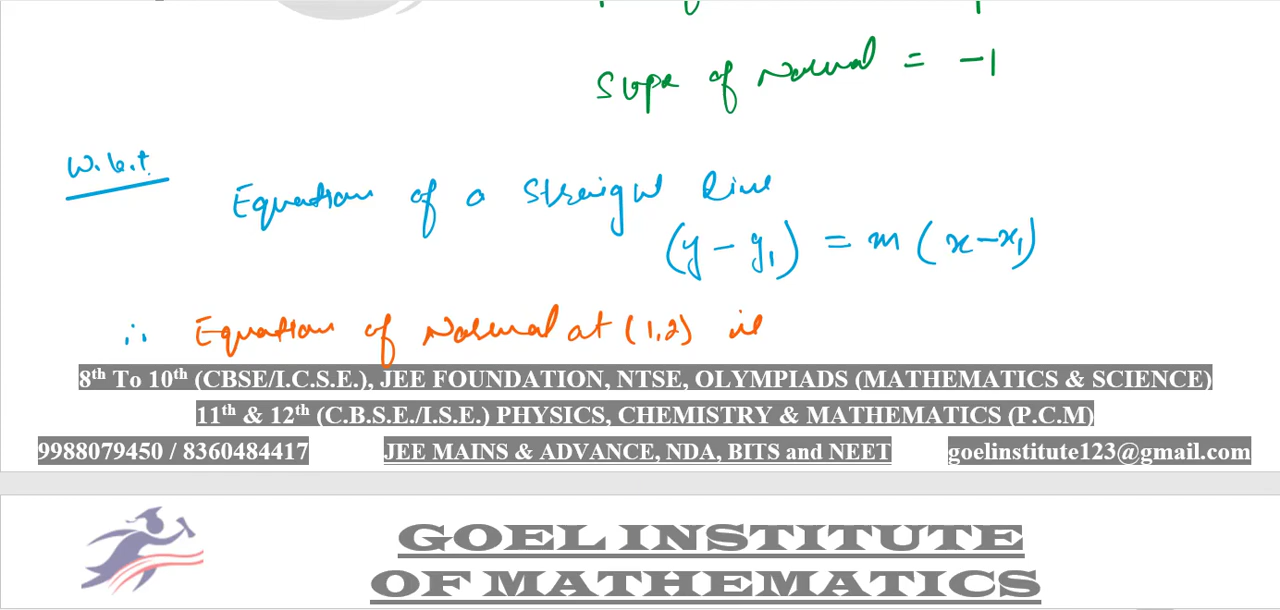 Slope of Normal = -1
W.k.t.
Equation of a Straight line
(y - y₁) = m (x - x₁)
∴ Equation of Normal at (1,2) is
8th To 10th (CBSE/I.C.S.E.), JEE FOUNDATION, NTSE, OLYMPIADS (MATHEMATICS & SCIENCE)
11th & 12th (C.B.S.E./I.S.E.) PHYSICS, CHEMISTRY & MATHEMATICS (P.C.M)
9988079450 / 8360484417 JEE MAINS & ADVANCE, NDA, BITS and NEET goelinstitute123@gmail.com
GOEL INSTITUTE
OF MATHEMATICS